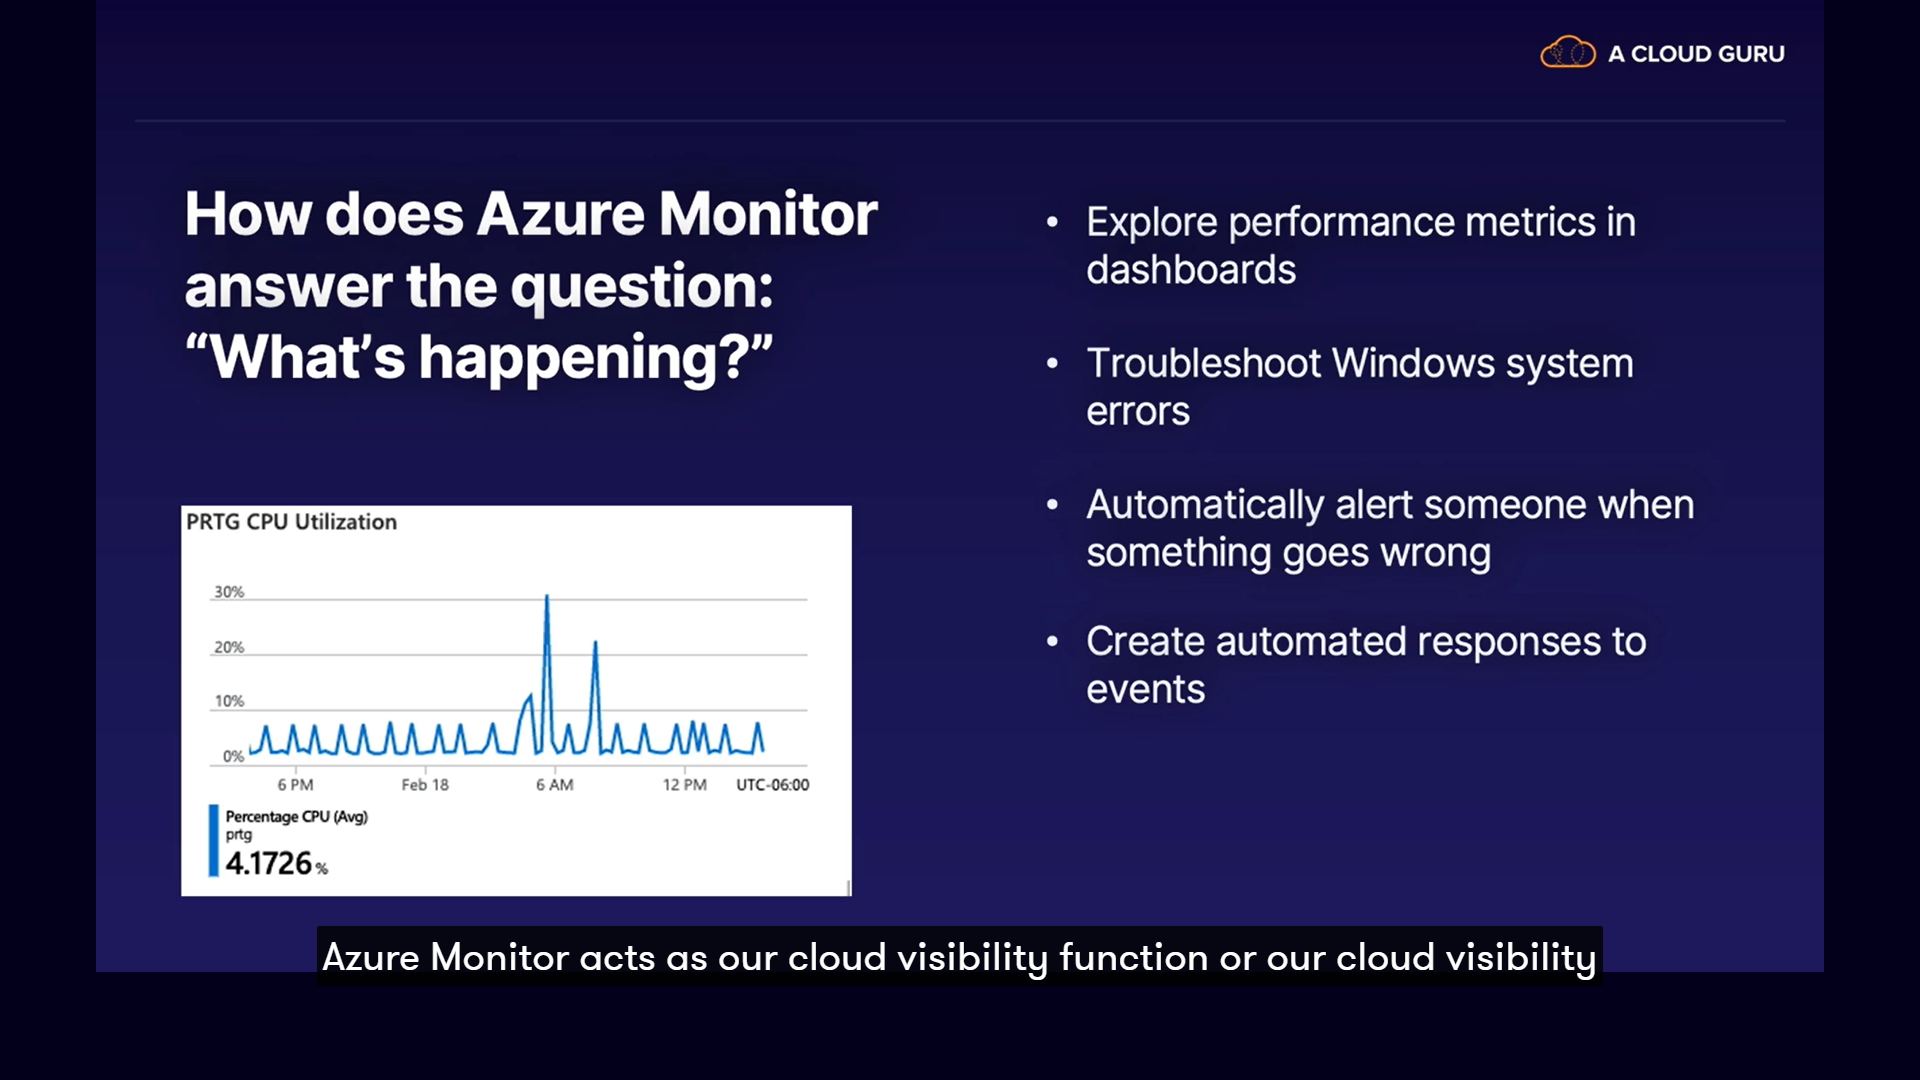 A CLOUD GURU
How does Azure Monitor
answer the question:
“What’s happening?”
• Explore performance metrics in
dashboards
• Troubleshoot Windows system
errors
• Automatically alert someone when
something goes wrong
• Create automated responses to
events
PRTG CPU Utilization
30%
20%
10%
0%
6 PM Feb 18 6 AM 12 PM UTC-06:00
Percentage CPU (Avg)
prtg
4.1726 %
Azure Monitor acts as our cloud visibility function or our cloud visibility